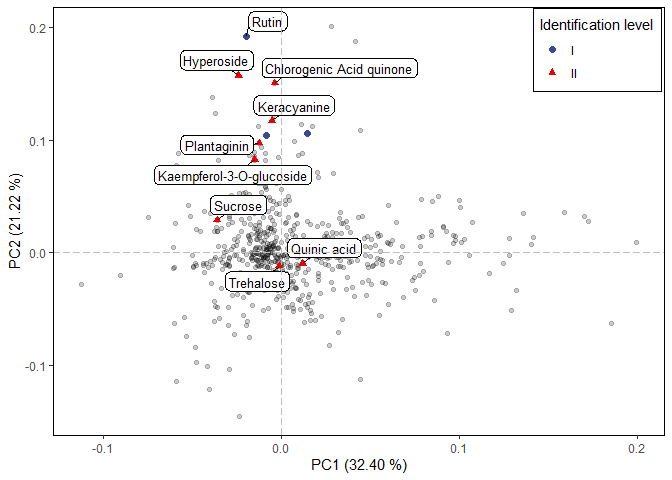 Identification level
I
II
Rutin
Hyperoside
Chlorogenic Acid quinone
Keracyanine
Plantaginin
Kaempferol-3-O-glucoside
Sucrose
Quinic acid
Trehalose
0.2
0.1
0.0
-0.1
PC2 (21.22 %)
-0.1
0.0
0.1
0.2
PC1 (32.40 %)